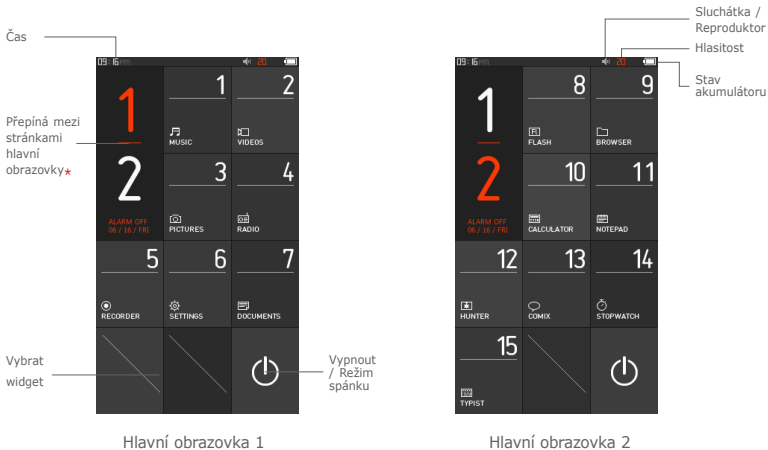 Čas
Přepíná mezi
stránkami
hlavní
obrazovky*
Vybrat
widget
09:16 PM
20
1
2
ALARM OFF
06 / 16 / FRI
1
MUSIC
2
VIDEOS
3
PICTURES
4
RADIO
5
RECORDER
6
SETTINGS
7
DOCUMENTS
Vypnout
/ Režim
spánku
Hlavní obrazovka 1
Sluchátka /
Reproduktor
Hlasitost
Stav
akumulátoru
09:16 PM
20
1
2
ALARM OFF
06 / 16 / FRI
8
FL
FLASH
9
BROWSER
10
CALCULATOR
11
NOTEPAD
12
HUNTER
13
COMIX
14
STOPWATCH
15
TYPIST
Hlavní obrazovka 2